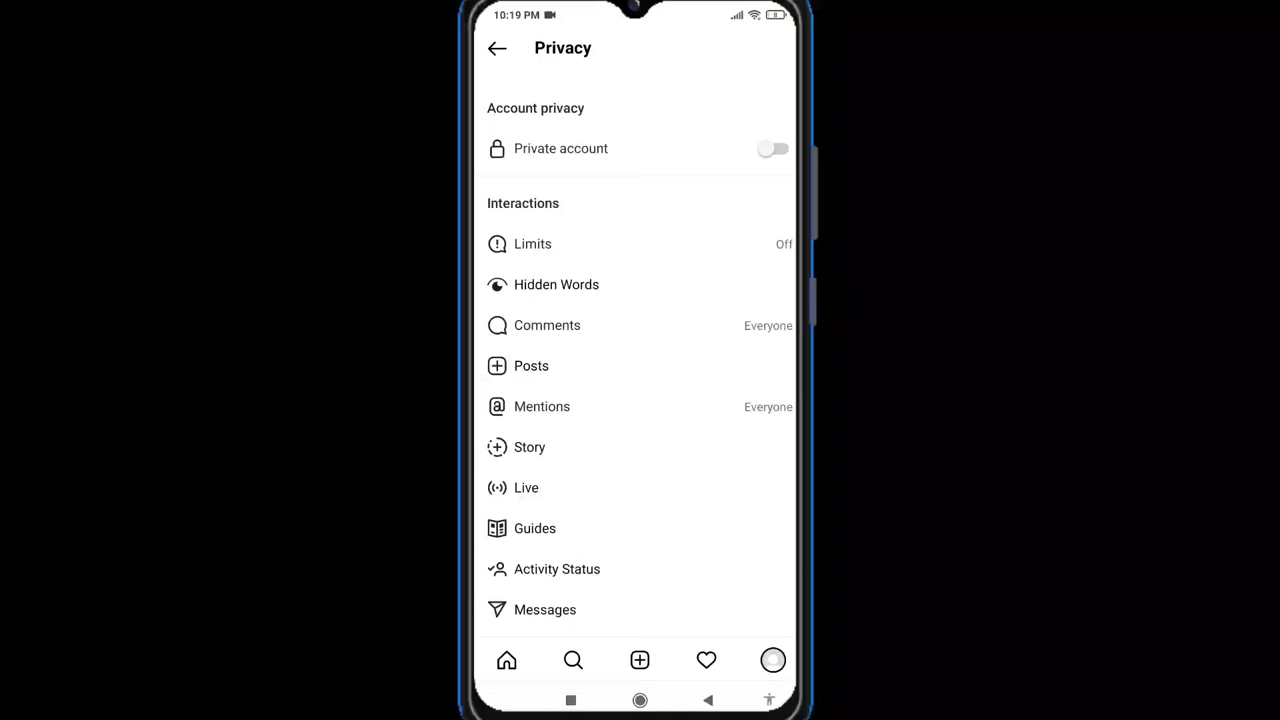 10:19 PM
Privacy
Account privacy
Private account
Interactions
Limits Off
Hidden Words
Comments Everyone
Posts
Mentions Everyone
Story
Live
Guides
Activity Status
Messages